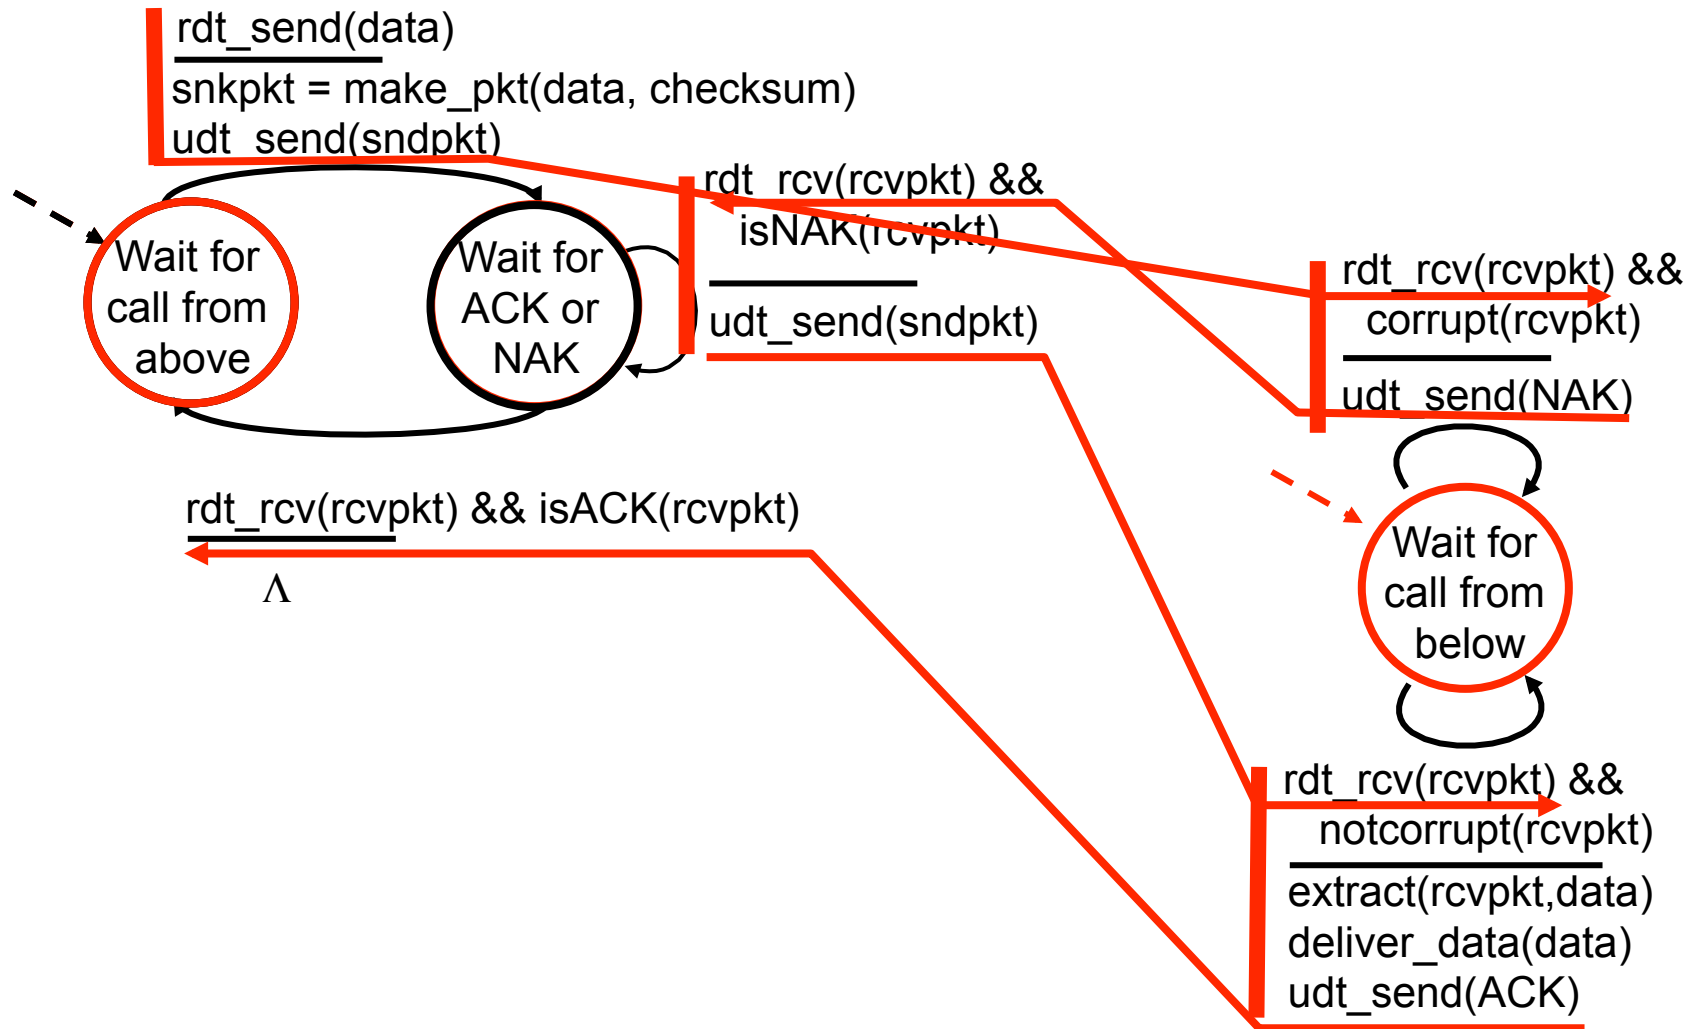 rdt_send(data)
snkpkt = make_pkt(data, checksum)
udt_send(sndpkt)
rdt_rcv(rcvpkt) &&
isNAK(rcvpkt)
udt_send(sndpkt)
Wait for
call from
above
Wait for
ACK or
NAK
rdt_rcv(rcvpkt) &&
corrupt(rcvpkt)
udt_send(NAK)
rdt_rcv(rcvpkt) && isACK(rcvpkt)
Λ
Wait for
call from
below
rdt_rcv(rcvpkt) &&
notcorrupt(rcvpkt)
extract(rcvpkt,data)
deliver_data(data)
udt_send(ACK)